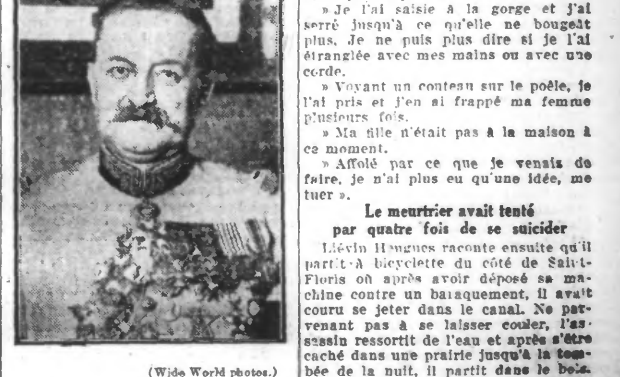 » Je l'ai saisie à la gorge et j'ai
serré jusqu'à ce qu'elle ne bougeât
plus. Je ne puis plus dire si je l'ai
étranglée avec mes mains ou avec une
corde.
» Voyant un couteau sur le poêle, je
l'ai pris et j'en ai frappé ma femme
plusieurs fois.
» Ma fille n'était pas à la maison à
ce moment.
» Affolé par ce que je venais de
faire, je n'ai plus eu qu'une idée, me
tuer ».
Le meurtrier avait tenté
par quatre fois de se suicider
Liévin raconte ensuite qu'il
partit à bicyclette du côté de Saint-
Floris où après avoir déposé sa ma-
chine contre un baraquement, il avait
couru se jeter dans le canal. Ne par-
venant pas à se laisser couler, l'as-
sassin ressortit de l'eau et après s'être
caché dans une prairie jusqu'à la tom-
bée de la nuit, il partit dans le bois.
(Wide World photos.)